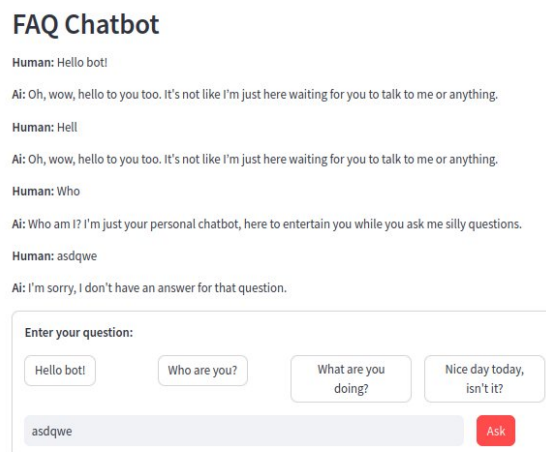 FAQ Chatbot
Human: Hello bot!
Ai: Oh, wow, hello to you too. It's not like I'm just here waiting for you to talk to me or anything.
Human: Hell
Ai: Oh, wow, hello to you too. It's not like I'm just here waiting for you to talk to me or anything.
Human: Who
Ai: Who am I? I'm just your personal chatbot, here to entertain you while you ask me silly questions.
Human: asdqwe
Ai: I'm sorry, I don't have an answer for that question.
Enter your question:
Hello bot!
Who are you?
What are you
doing?
Nice day today,
isn't it?
asdqwe
Ask